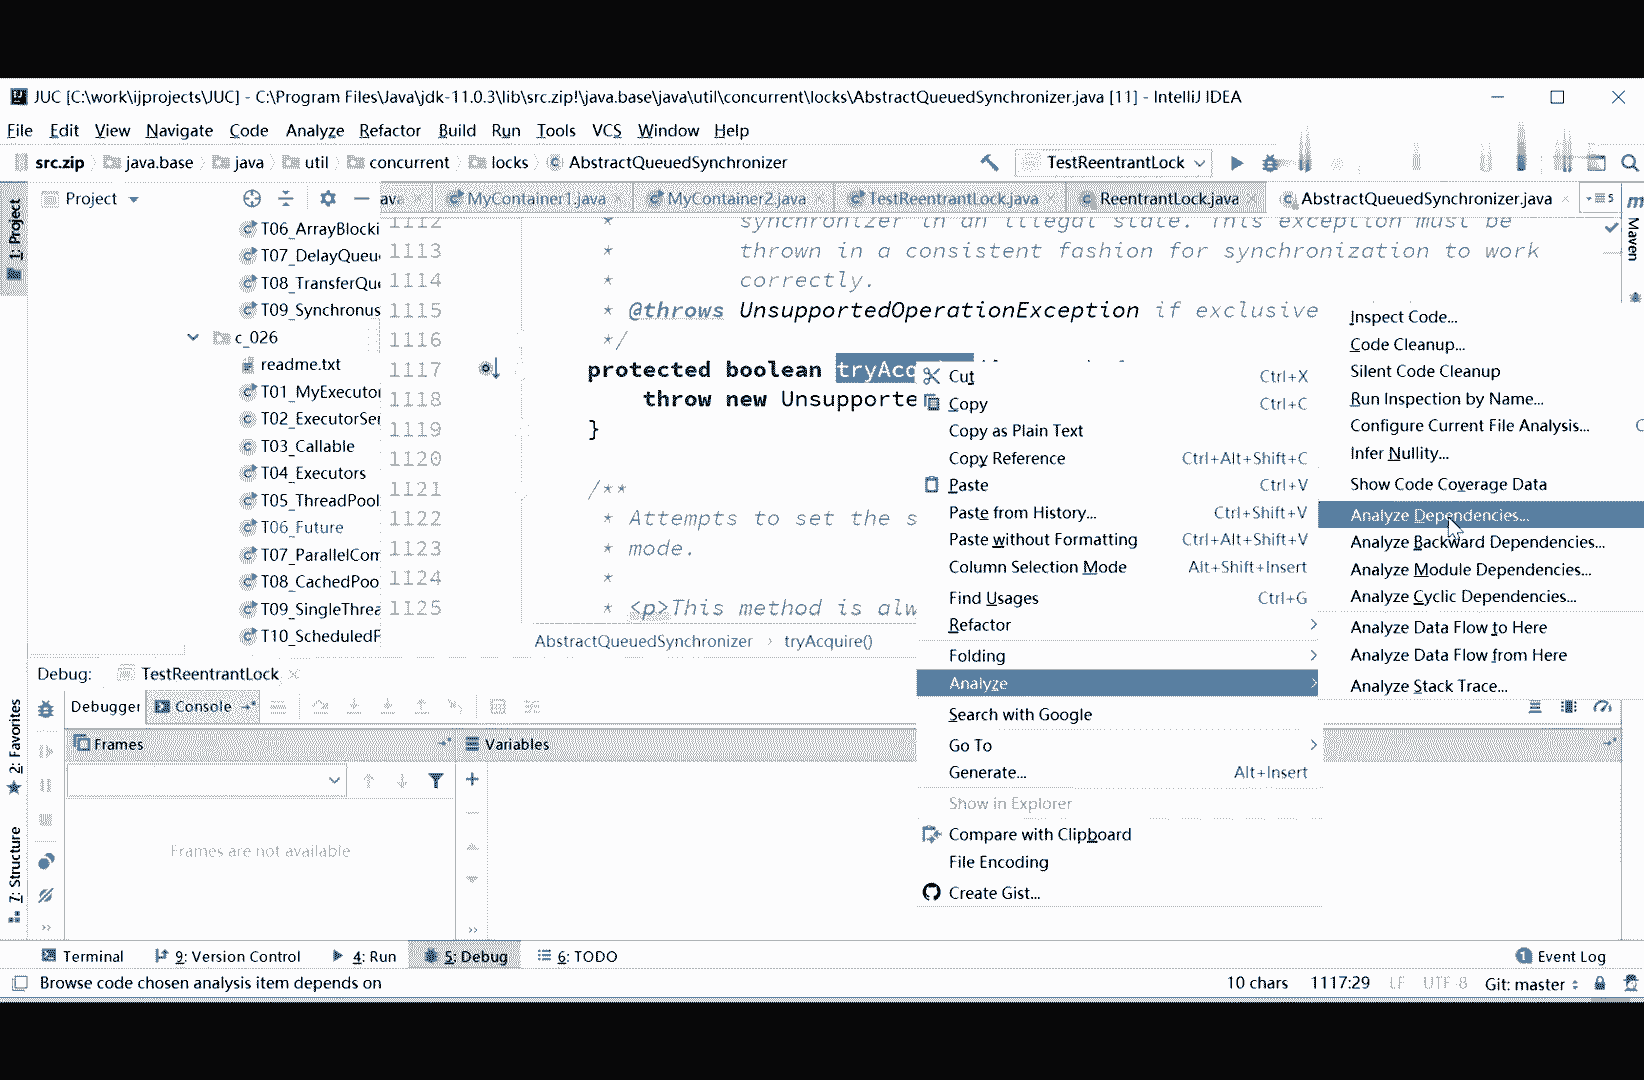 JUC [C:\work\ijprojects\JUC] - C:\Program Files\Java\jdk-11.0.3\lib\src.zip!\java.base\java\util\concurrent\locks\AbstractQueuedSynchronizer.java [11] - IntelliJ IDEA
File Edit View Navigate Code Analyze Refactor Build Run Tools VCS Window Help
src.zip java.base java util concurrent locks AbstractQueuedSynchronizer TestReentrantLock
Project ava MyContainer1.java MyContainer2.java TestReentrantLock.java ReentrantLock.java AbstractQueuedSynchronizer.java 5
1: Project
Maven
T06_ArrayBlocki
T07_DelayQueu
T08_TransferQu
T09_Synchronus
c_026
readme.txt
T01_MyExecuto
T02_ExecutorSer
T03_Callable
T04_Executors
T05_ThreadPool
T06_Future
T07_ParallelCom
T08_CachedPoo
T09_SingleThrea
T10_ScheduledF
1112 * synchronizer in an illegal state. This exception must be
1113 * thrown in a consistent fashion for synchronization to work
1114 * correctly.
1115 * @throws UnsupportedOperationException if exclusive
1116 */
1117 protected boolean tryAcq
1118 throw new Unsupporte
1119 }
1120
1121 /**
1122 * Attempts to set the s
1123 * mode.
1124 *
1125 * <p>This method is alw
AbstractQueuedSynchronizer › tryAcquire()
Cut Ctrl+X
Copy Ctrl+C
Copy as Plain Text
Copy Reference Ctrl+Alt+Shift+C
Paste Ctrl+V
Paste from History... Ctrl+Shift+V
Paste without Formatting Ctrl+Alt+Shift+V
Column Selection Mode Alt+Shift+Insert
Find Usages Ctrl+G
Refactor
Folding
Analyze
Search with Google
Go To
Generate... Alt+Insert
Show in Explorer
Compare with Clipboard
File Encoding
Create Gist...
Inspect Code...
Code Cleanup...
Silent Code Cleanup
Run Inspection by Name...
Configure Current File Analysis... C
Infer Nullity...
Show Code Coverage Data
Analyze Dependencies...
Analyze Backward Dependencies...
Analyze Module Dependencies...
Analyze Cyclic Dependencies...
Analyze Data Flow to Here
Analyze Data Flow from Here
Analyze Stack Trace...
Debug: TestReentrantLock
Debugger Console
Frames Variables
Frames are not available
2: Favorites
7: Structure
Terminal 9: Version Control 4: Run 5: Debug 6: TODO 1 Event Log
Browse code chosen analysis item depends on 10 chars 1117:29 LF UTF-8 Git: master